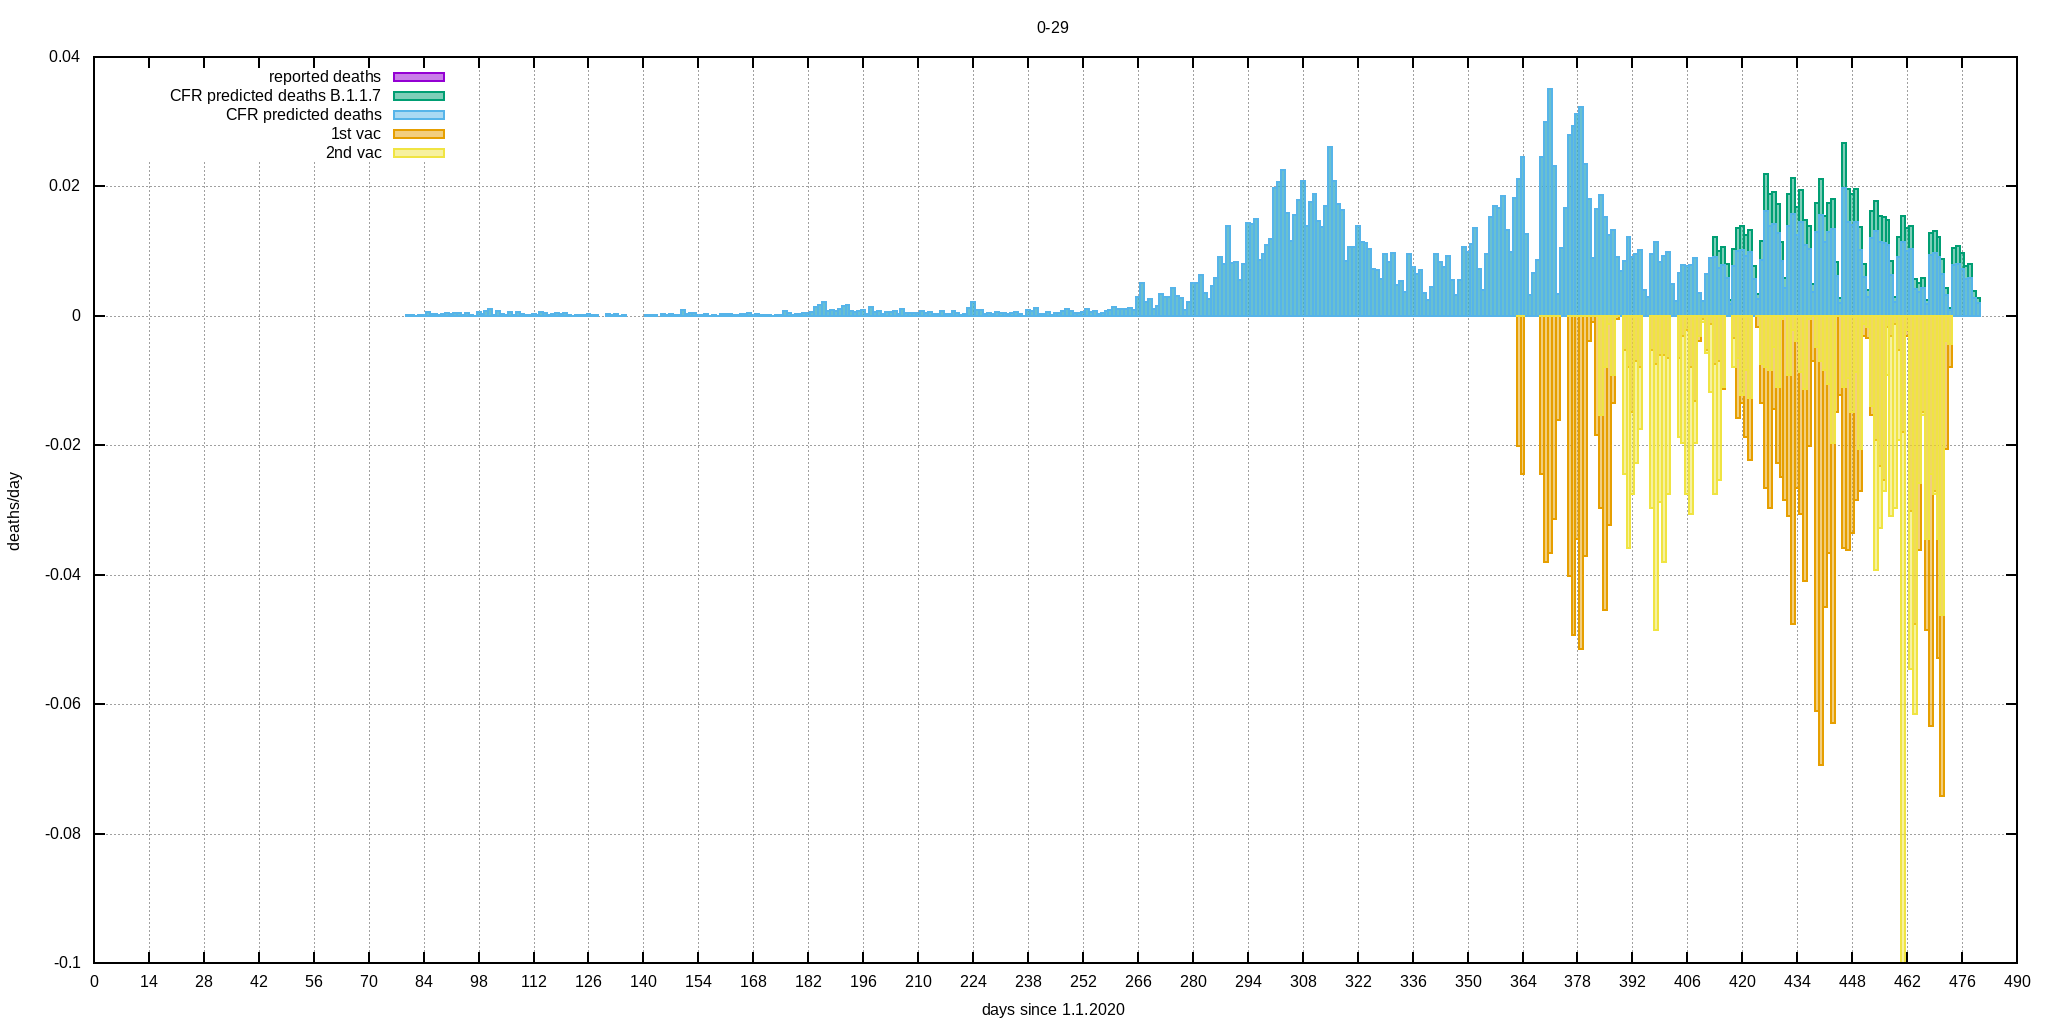 0-29
0.04
0.02
0
-0.02
-0.04
-0.06
-0.08
-0.1
deaths/day
reported deaths
CFR predicted deaths B.1.1.7
CFR predicted deaths
1st vac
2nd vac
0 14 28 42 56 70 84 98 112 126 140 154 168 182 196 210 224 238 252 266 280 294 308 322 336 350 364 378 392 406 420 434 448 462 476 490
days since 1.1.2020